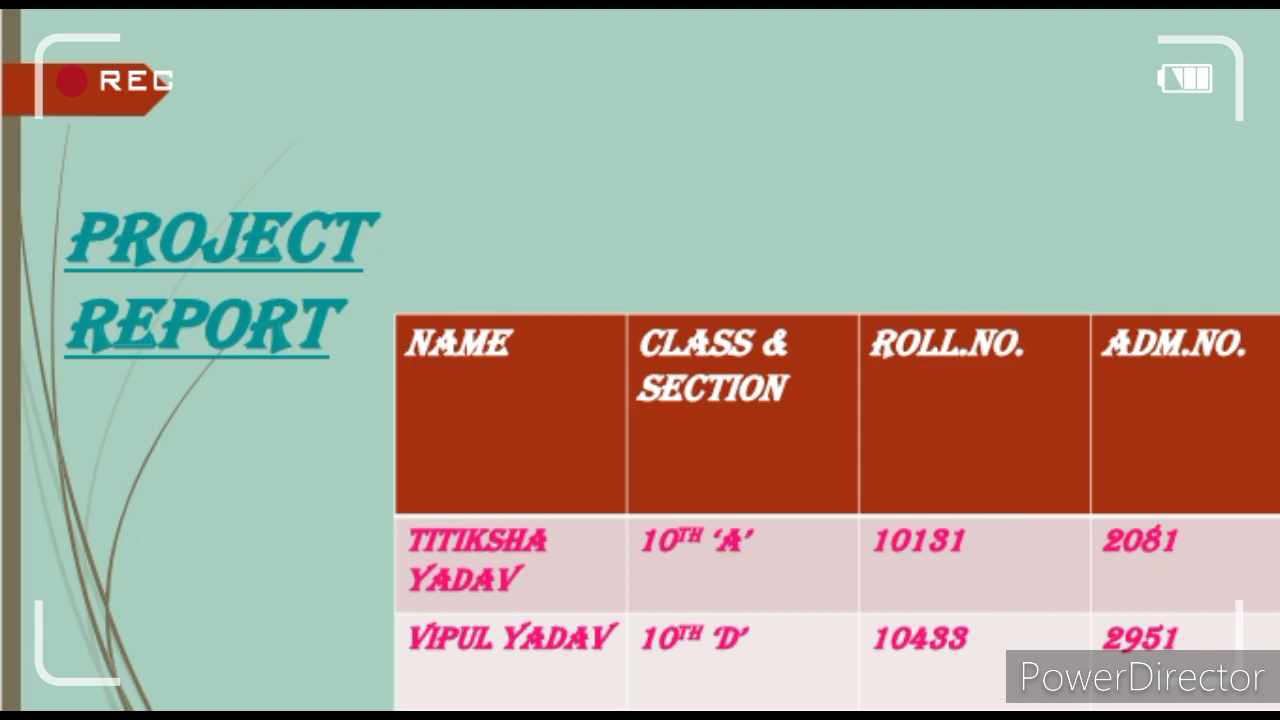 REC
PROJECT
REPORT
NAME
CLASS &
SECTION
ROLL.NO.
ADM.NO.
TITIKSHA
YADAV
10TH ‘A’
10131
2081
VIPUL YADAV
10TH ‘D’
10433
2951
PowerDirector